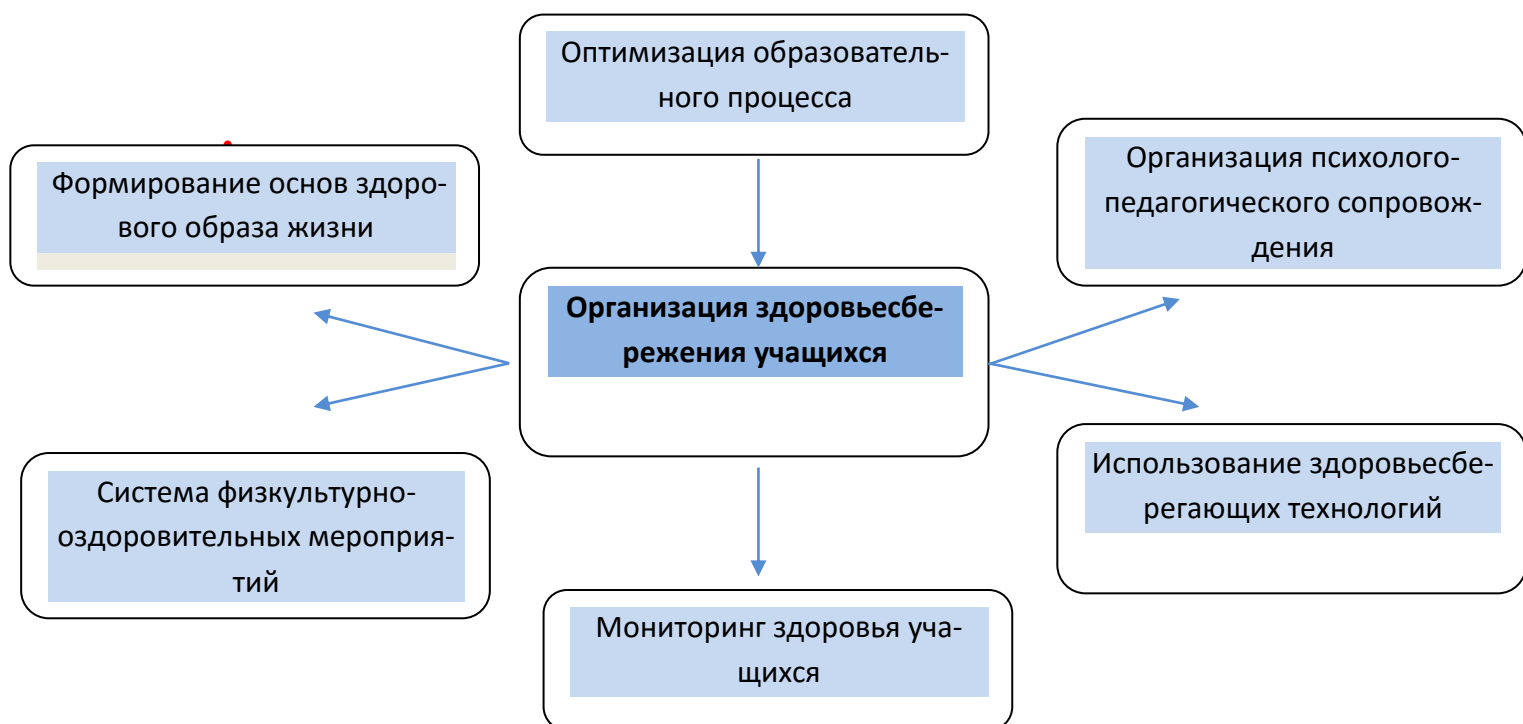 Оптимизация образователь-
ного процесса
Формирование основ здоро-
вого образа жизни
Организация психолого-
педагогического сопровож-
дения
Организация здоровьесбе-
режения учащихся
Система физкультурно-
оздоровительных мероприя-
тий
Использование здоровьесбе-
регающих технологий
Мониторинг здоровья уча-
щихся